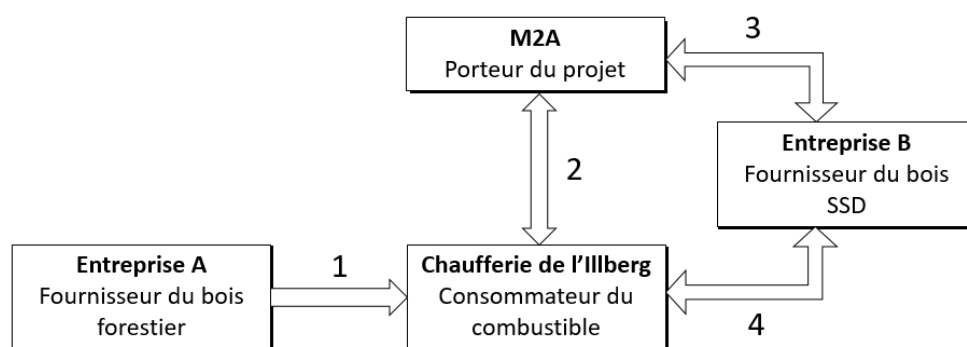 M2A
Porteur du projet
3
Entreprise B
Fournisseur du bois
SSD
2
Entreprise A
Fournisseur du bois
forestier
1
Chaufferie de l’Illberg
Consommateur du
combustible
4